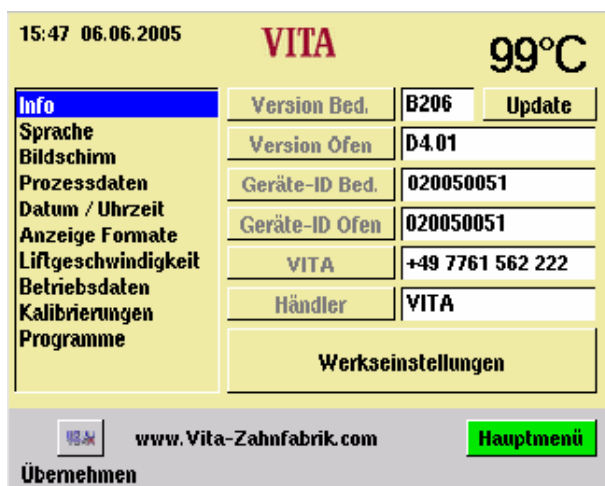 15:47 06.06.2005
VITA
99°C
Info
Sprache
Bildschirm
Prozessdaten
Datum / Uhrzeit
Anzeige Formate
Liftgeschwindigkeit
Betriebsdaten
Kalibrierungen
Programme
Version Bed. B206 Update
Version Ofen D4.01
Geräte-ID Bed. 020050051
Geräte-ID Ofen 020050051
VITA +49 7761 562 222
Händler VITA
Werkseinstellungen
www.Vita-Zahnfabrik.com
Hauptmenü
Übernehmen